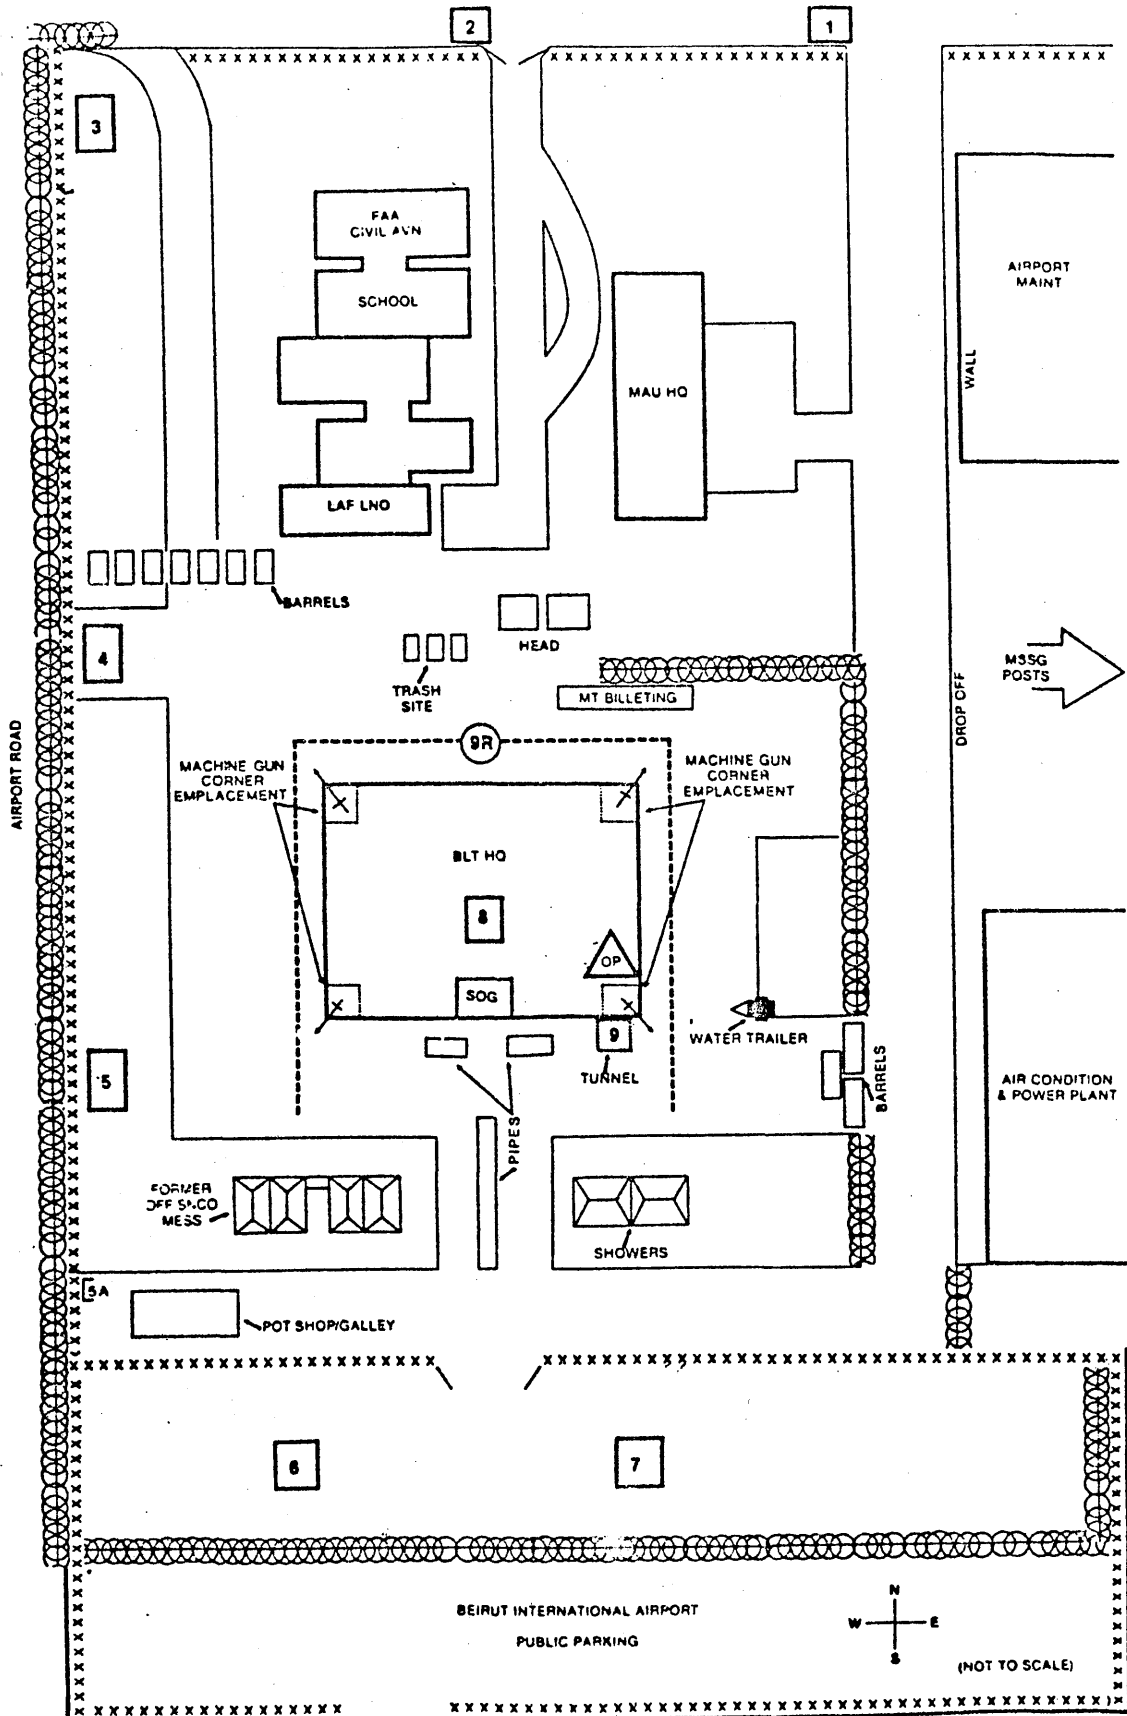 2
1
3
FAA
CIVIL AVN
SCHOOL
AIRPORT
MAINT
WALL
MAU HQ
LAF LNO
BARRELS
HEAD
4
TRASH
SITE
MT BILLETING
MSSG
POSTS
DROP OFF
AIRPORT ROAD
9R
MACHINE GUN
CORNER
EMPLACEMENT
MACHINE GUN
CORNER
EMPLACEMENT
BLT HQ
8
OP
SOG
9
TUNNEL
WATER TRAILER
5
BARRELS
AIR CONDITION
& POWER PLANT
PIPES
FORMER
OFF SNCO
MESS
SHOWERS
5A
POT SHOP/GALLEY
6
7
BEIRUT INTERNATIONAL AIRPORT
PUBLIC PARKING
N
W E
S
(NOT TO SCALE)